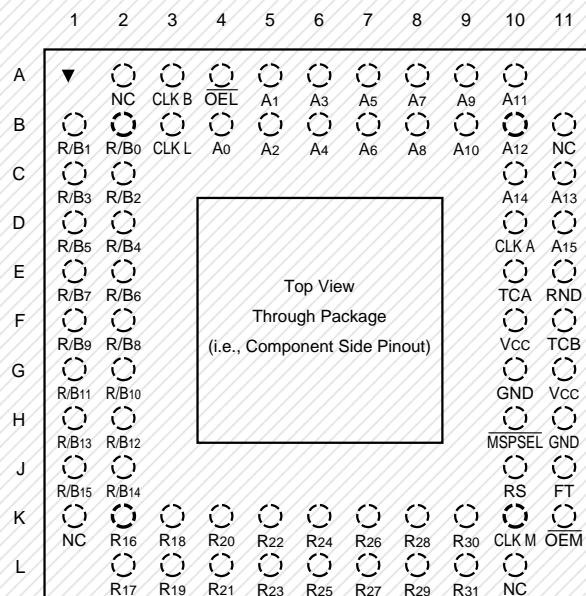 1 2 3 4 5 6 7 8 9 10 11
A
NC CLK B OEL A1 A3 A5 A7 A9 A11
B
R/B1 R/B0 CLK L A0 A2 A4 A6 A8 A10 A12 NC
C
R/B3 R/B2 A14 A13
D
R/B5 R/B4 CLK A A15
E
R/B7 R/B6 TCA RND
Top View
Through Package
(i.e., Component Side Pinout)
F
R/B9 R/B8 VCC TCB
G
R/B11 R/B10 GND VCC
H
R/B13 R/B12 MSPSEL GND
J
R/B15 R/B14 RS FT
K
NC R16 R18 R20 R22 R24 R26 R28 R30 CLK M OEM
L
R17 R19 R21 R23 R25 R27 R29 R31 NC